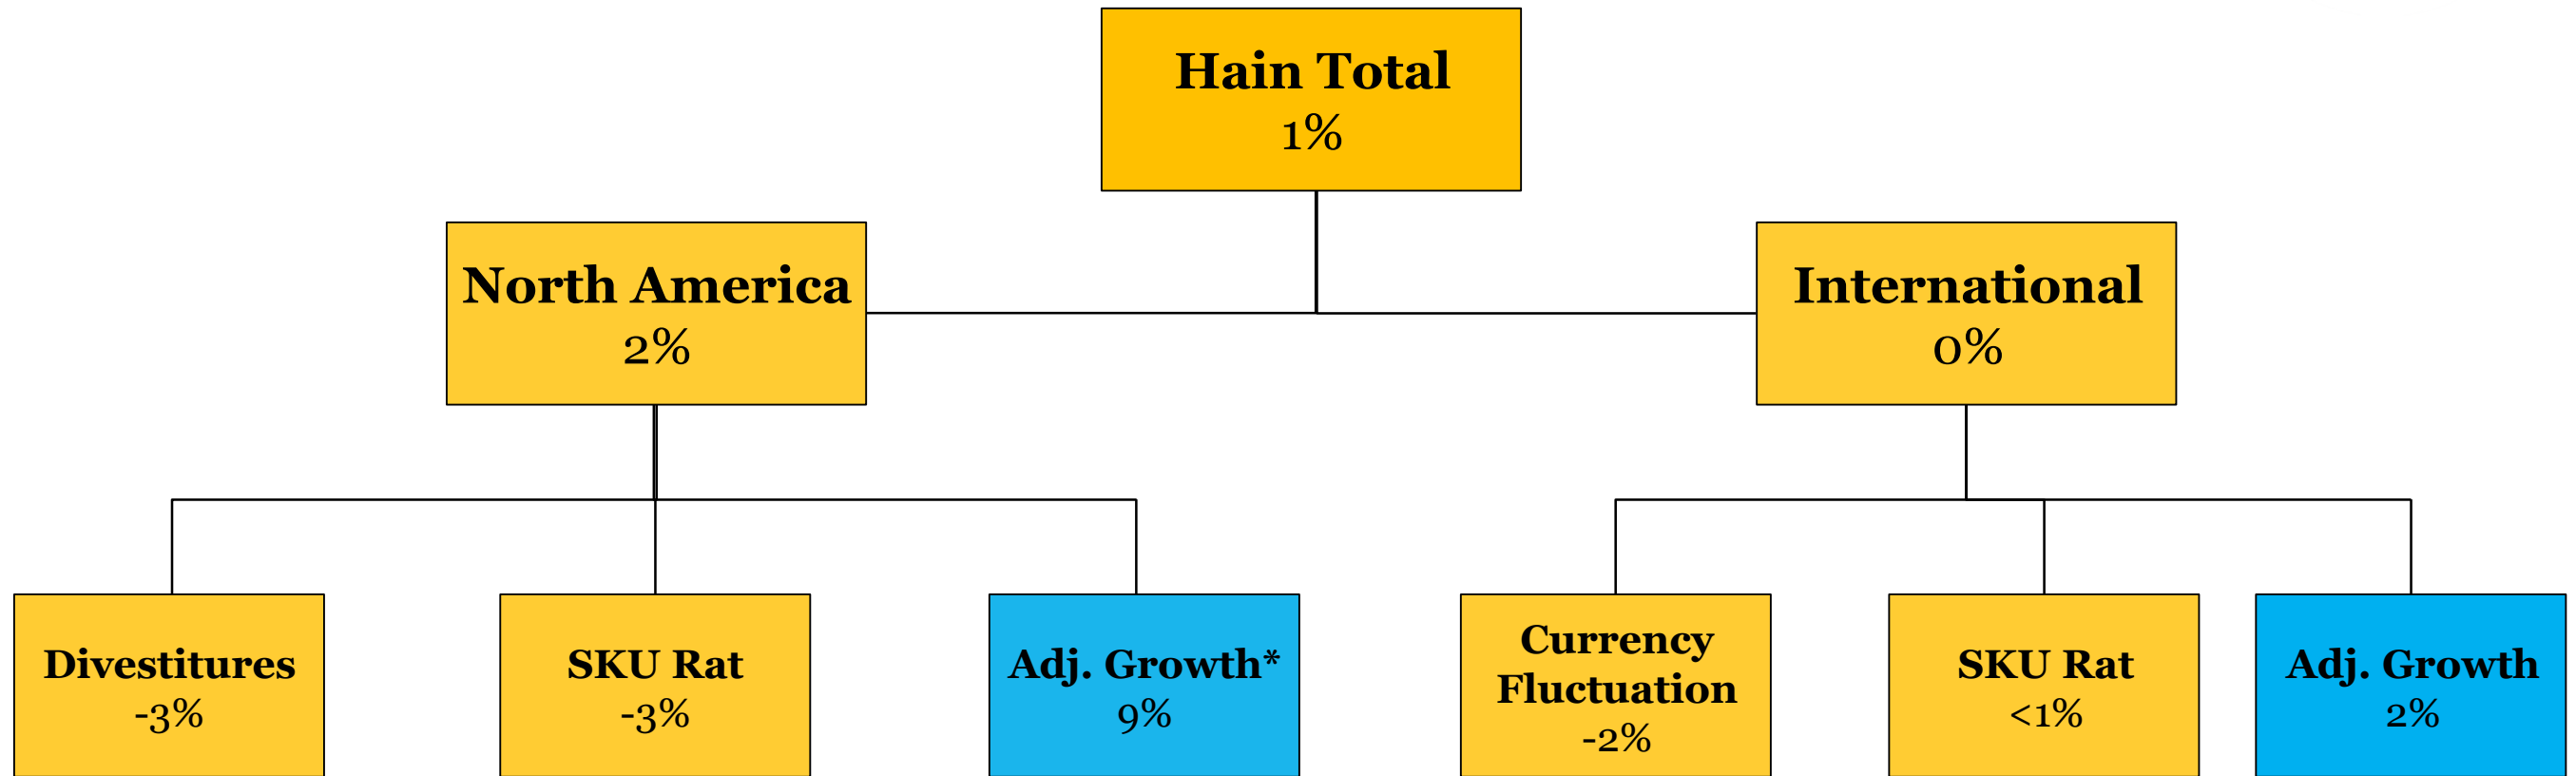 Hain Total
1%
North America
2%
International
0%
Divestitures
-3%
SKU Rat
-3%
Adj. Growth*
9%
Currency
Fluctuation
-2%
SKU Rat
<1%
Adj. Growth
2%